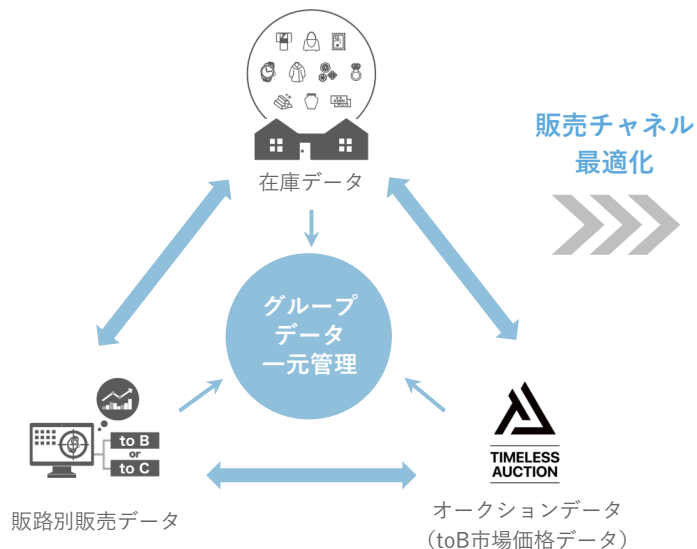 販売チャネル
最適化
在庫データ
グループ
データ
一元管理
to B
or
to C
販路別販売データ
TIMELESS
AUCTION
オークションデータ
（toB市場価格データ）